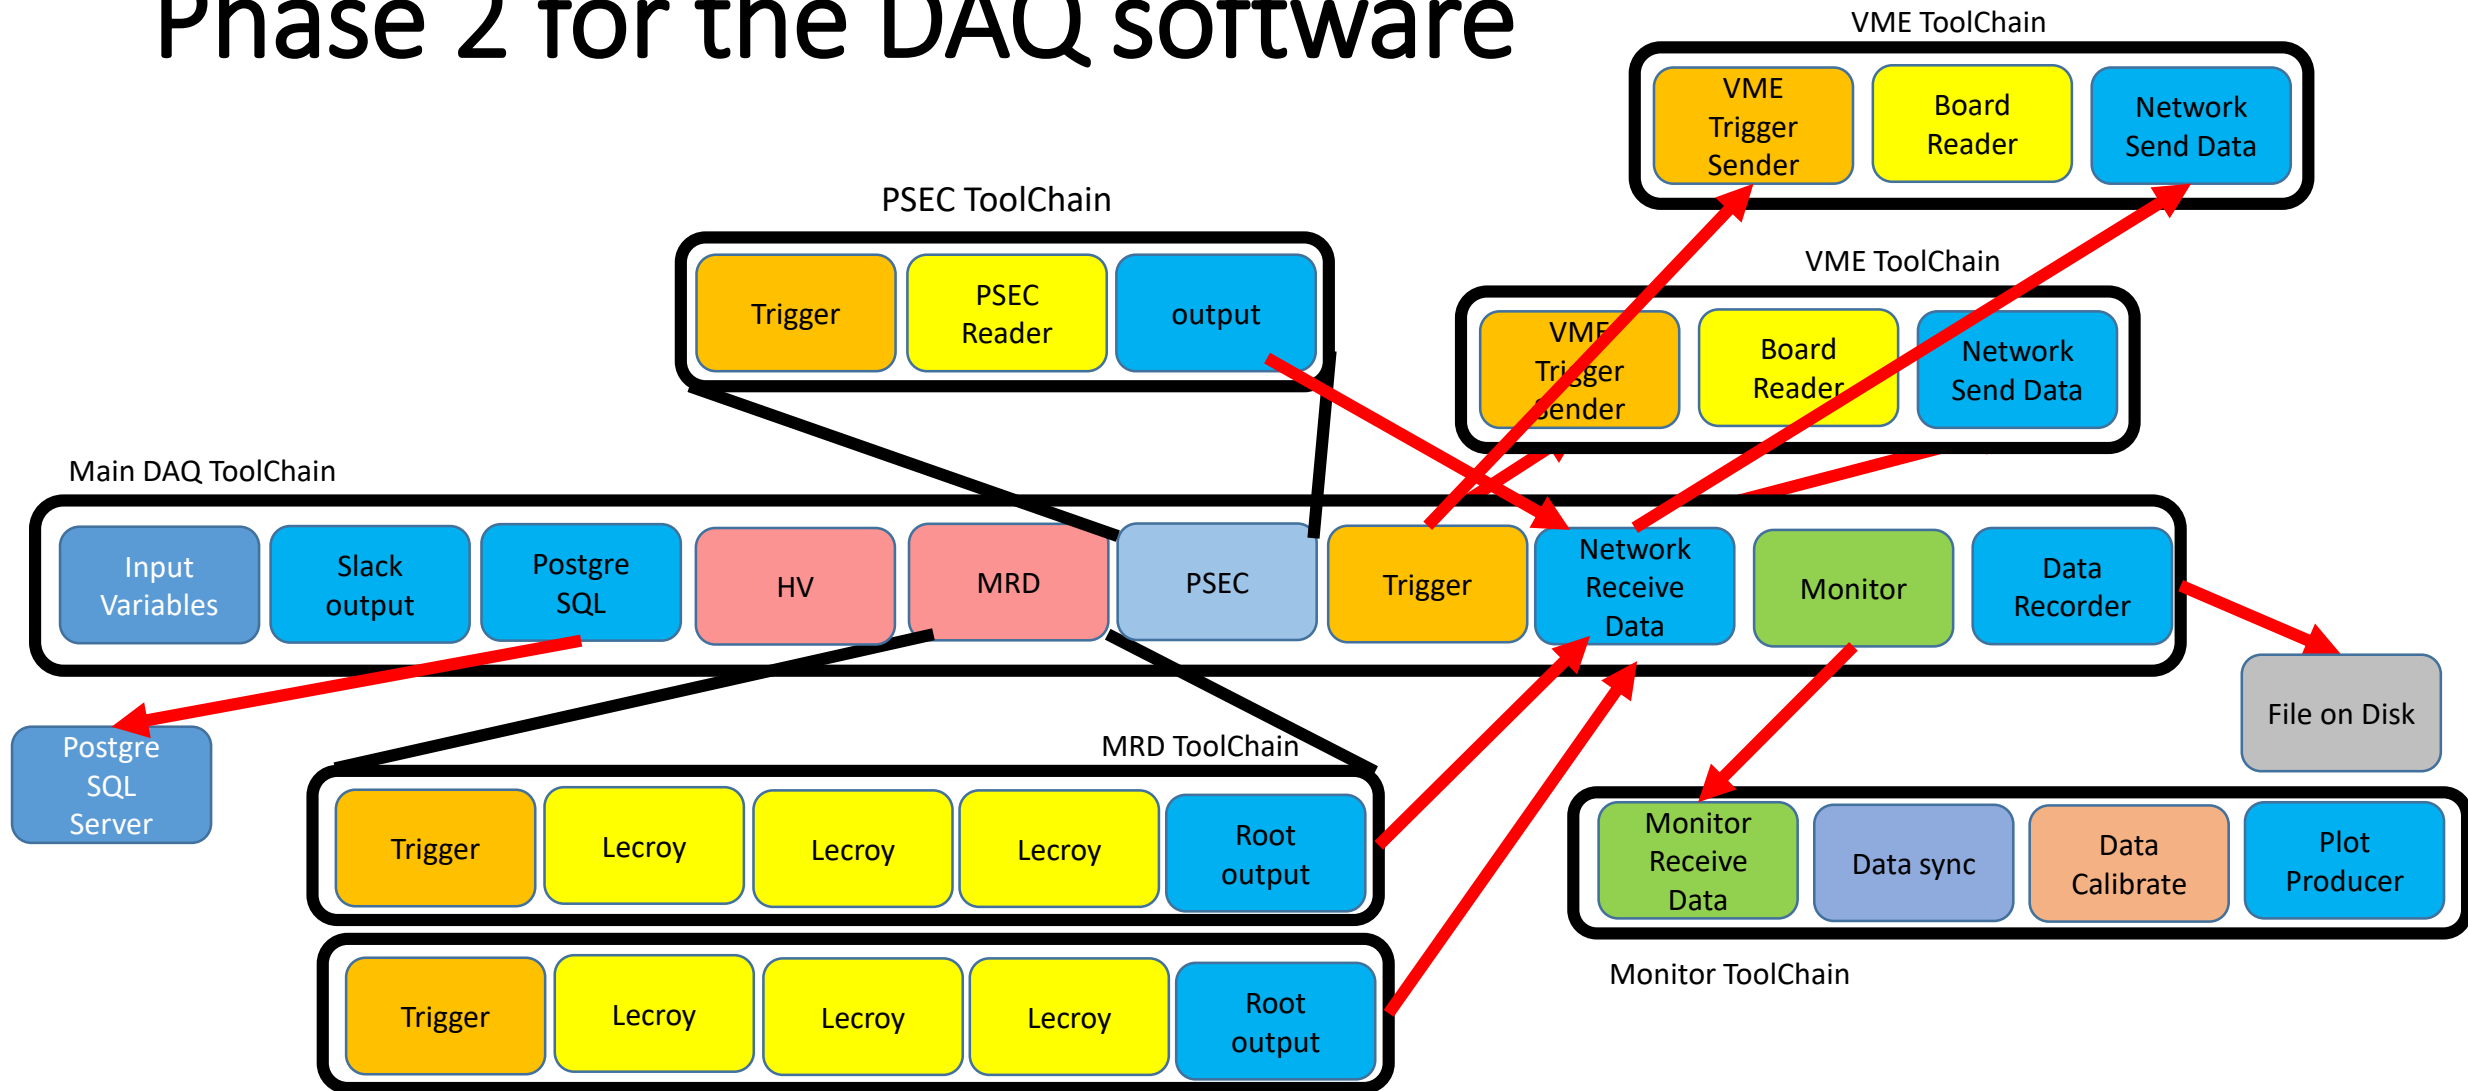 Phase 2 for the DAQ software
VME ToolChain
VME
Trigger
Sender
Board
Reader
Network
Send Data
PSEC ToolChain
Trigger
PSEC
Reader
output
VME ToolChain
VME
Trigger
Sender
Board
Reader
Network
Send Data
Main DAQ ToolChain
Input
Variables
Slack
output
Postgre
SQL
HV
MRD
PSEC
Trigger
Network
Receive
Data
Monitor
Data
Recorder
Postgre
SQL
Server
File on Disk
MRD ToolChain
Trigger
Lecroy
Lecroy
Lecroy
Root
output
Monitor
Receive
Data
Data sync
Data
Calibrate
Plot
Producer
Monitor ToolChain
Trigger
Lecroy
Lecroy
Lecroy
Root
output